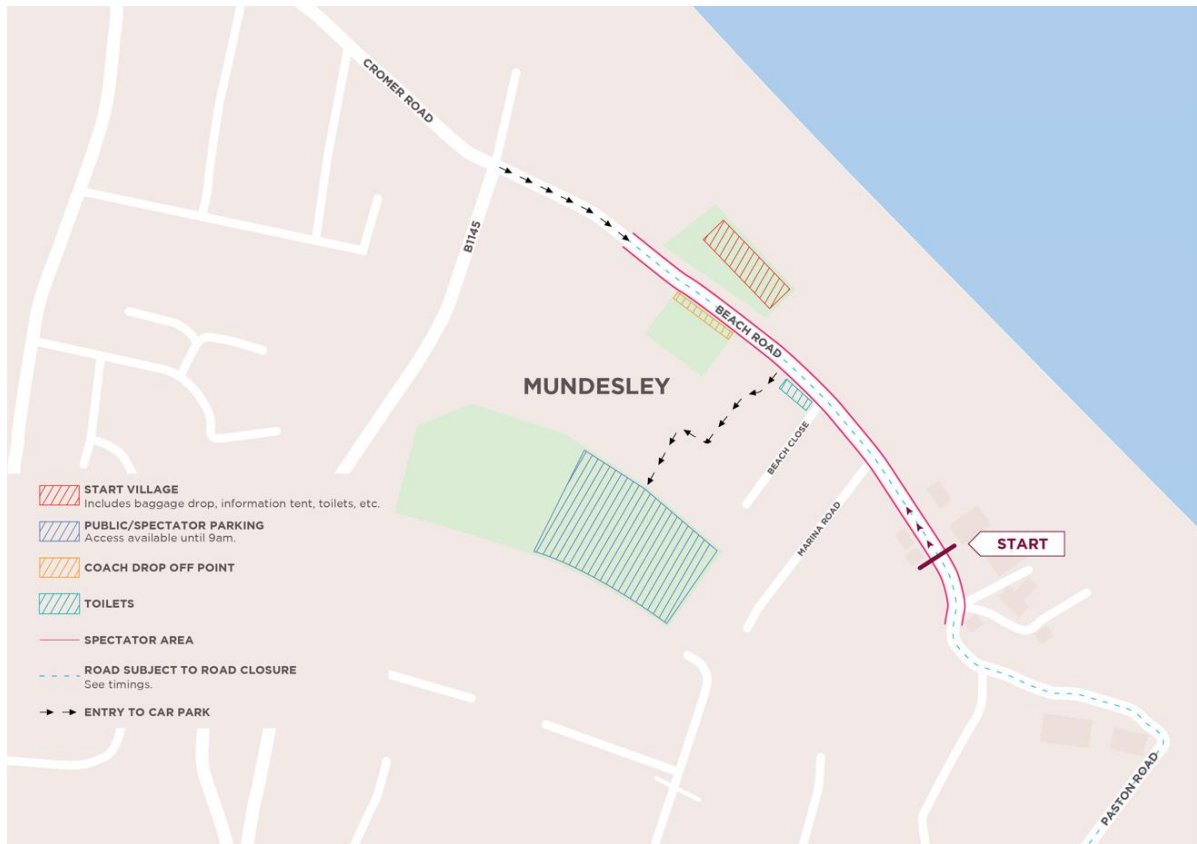 CROMER ROAD
B1145
BEACH ROAD
MUNDESLEY
BEACH CLOSE
MARINA ROAD
START
PASTON ROAD
START VILLAGE
Includes baggage drop, information tent, toilets, etc.
PUBLIC/SPECTATOR PARKING
Access available until 9am.
COACH DROP OFF POINT
TOILETS
SPECTATOR AREA
ROAD SUBJECT TO ROAD CLOSURE
See timings.
ENTRY TO CAR PARK